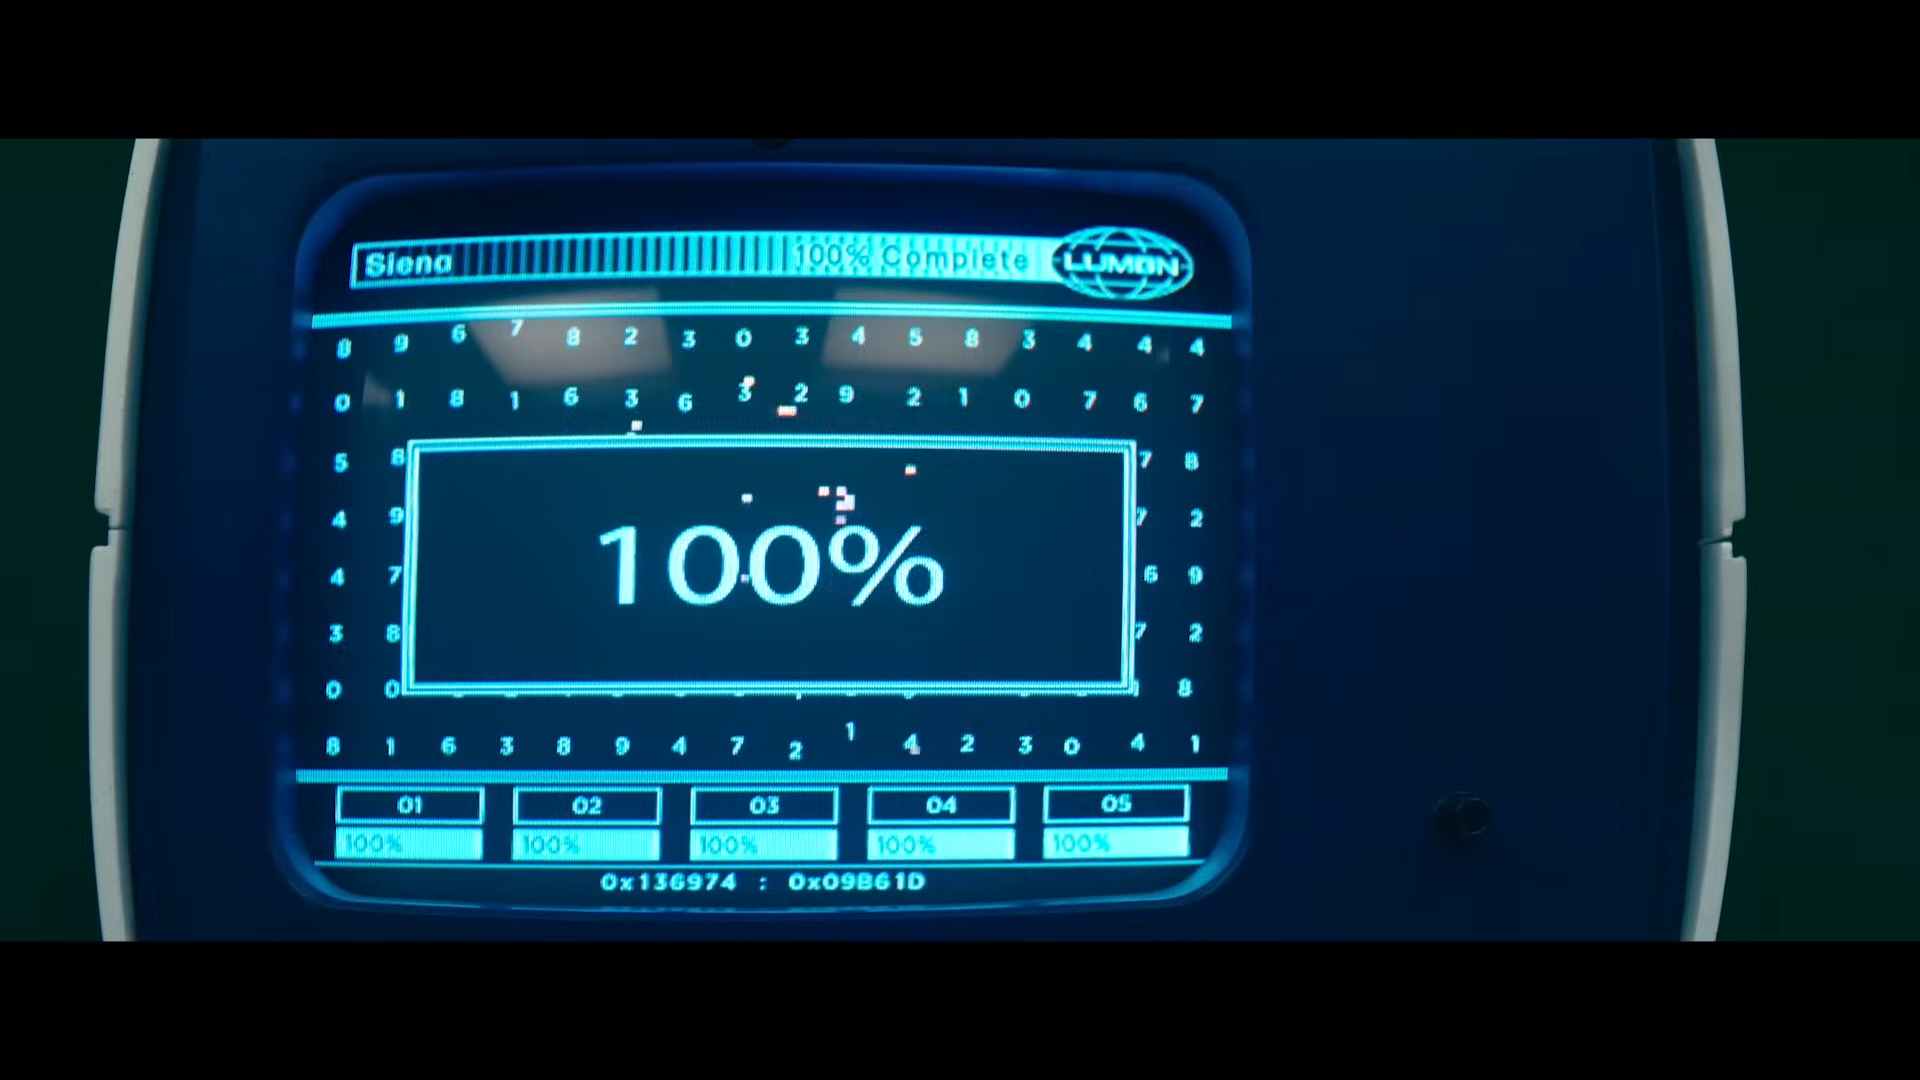 Siena 100% Complete LUMON
8 9 6 7 8 2 3 0 3 4 5 8 3 4 4 4
0 1 8 1 6 3 6 3 2 9 2 1 0 7 6 7
5 8 7 8
4 9 7 2
100%
4 7 6 9
3 8 7 2
0 0 8
8 1 6 3 8 9 4 7 2 1 4 2 3 0 4 1
01 02 03 04 05
100% 100% 100% 100% 100%
0x136974 : 0x09B61D